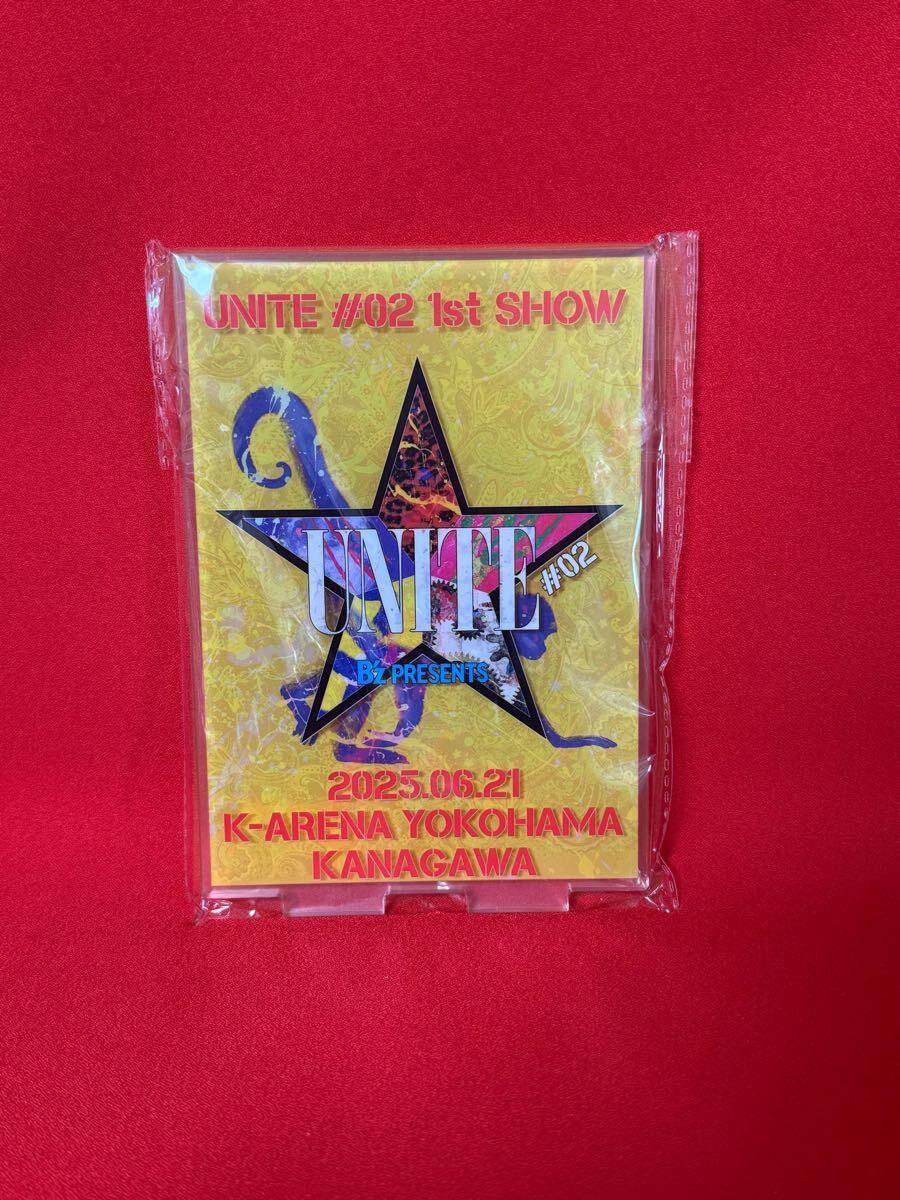 UNITE #02 1st SHOW
UNITE #02
B'z PRESENTS
2025.06.21
K-ARENA YOKOHAMA
KANAGAWA